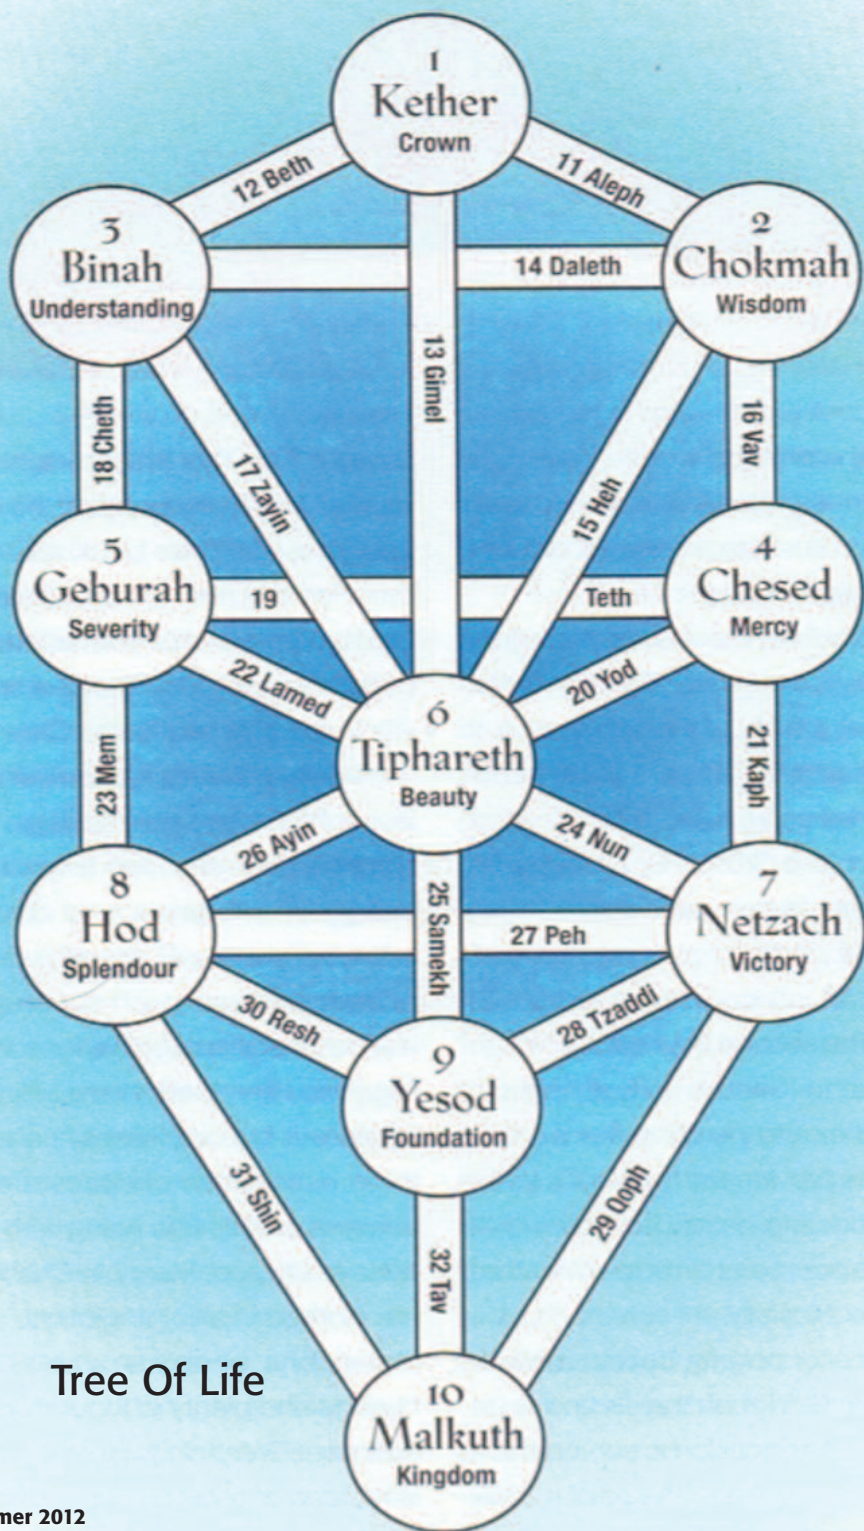 1
Kether
Crown
12 Beth
11 Aleph
3
Binah
Understanding
2
Chokmah
Wisdom
14 Daleth
13 Gimel
18 Cheth
17 Zayin
15 Heh
16 Vav
5
Geburah
Severity
19
Teth
4
Chesed
Mercy
22 Lamed
20 Yod
6
Tiphareth
Beauty
23 Mem
21 Kaph
26 Ayin
24 Nun
8
Hod
Splendour
25 Samekh
27 Peh
7
Netzach
Victory
30 Resh
28 Tzaddi
9
Yesod
Foundation
31 Shin
32 Tav
29 Qoph
Tree Of Life
10
Malkuth
Kingdom
mer 2012